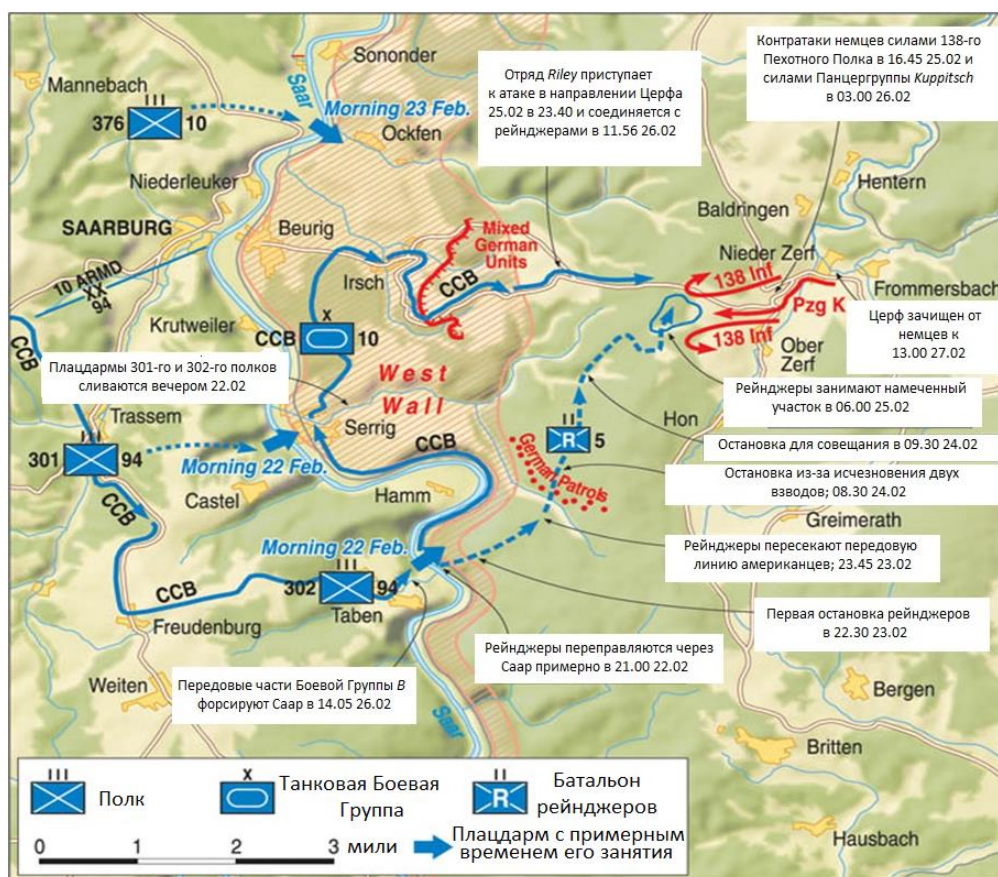 Контратаки немцев силами 138-го
Пехотного Полка в 16.45 25.02 и
силами Панцергруппы Kuppitsch
в 03.00 26.02
Отряд Riley приступает
к атаке в направлении Церфа
25.02 в 23.40 и соединяется с
рейнджерами в 11.56 26.02
Sononder
Mannebach
Saar
Morning 23 Feb.
III
376 10
Ockfen
Niederleuker
Hentern
Baldringen
SAARBURG
Beurig
Mixed
German
Units
Nieder Zerf
Irsch
CCB
138 Inf
Frommersbach
10 ARMD
XX
94
Pzg K
Krutweiler
X
CCB 10
138 Inf
Ober
Zerf
Церф зачищен от
немцев к
13.00 27.02
CCB
Плацдармы 301-го и 302-го полков
сливаются вечером 22.02
West
Wall
Рейнджеры занимают намеченный
участок в 06.00 25.02
Trassem
Hon
III
301 94
Serrig
II
R 5
Остановка для совещания в 09.30 24.02
Morning 22 Feb.
CCB
German Patrols
Остановка из-за исчезновения двух
взводов; 08.30 24.02
Castel
Hamm
CCB
Greimerath
Morning 22 Feb.
Рейнджеры пересекают передовую
линию американцев; 23.45 23.02
III
302 94
CCB
Taben
Первая остановка рейнджеров
в 22.30 23.02
Freudenburg
Рейнджеры переправляются через
Саар примерно в 21.00 22.02
Weiten
Передовые части Боевой Группы B
форсируют Саар в 14.05 26.02
Bergen
Saar
Britten
III
Полк
X
Танковая Боевая
Группа
II
R
Батальон
рейнджеров
0 1 2 3 мили
Плацдарм с примерным
временем его занятия
Hausbach